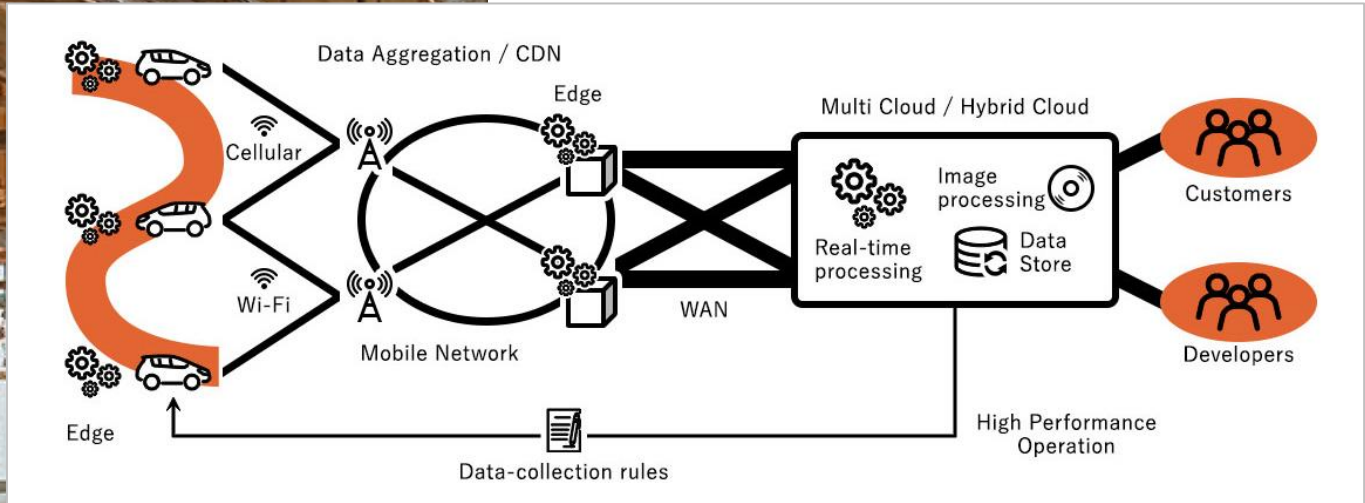 Data Aggregation / CDN
Edge
Multi Cloud / Hybrid Cloud
Cellular
Image
processing
Customers
Real-time
processing
Data
Store
Wi-Fi
WAN
Mobile Network
Developers
Edge
High Performance
Operation
Data-collection rules